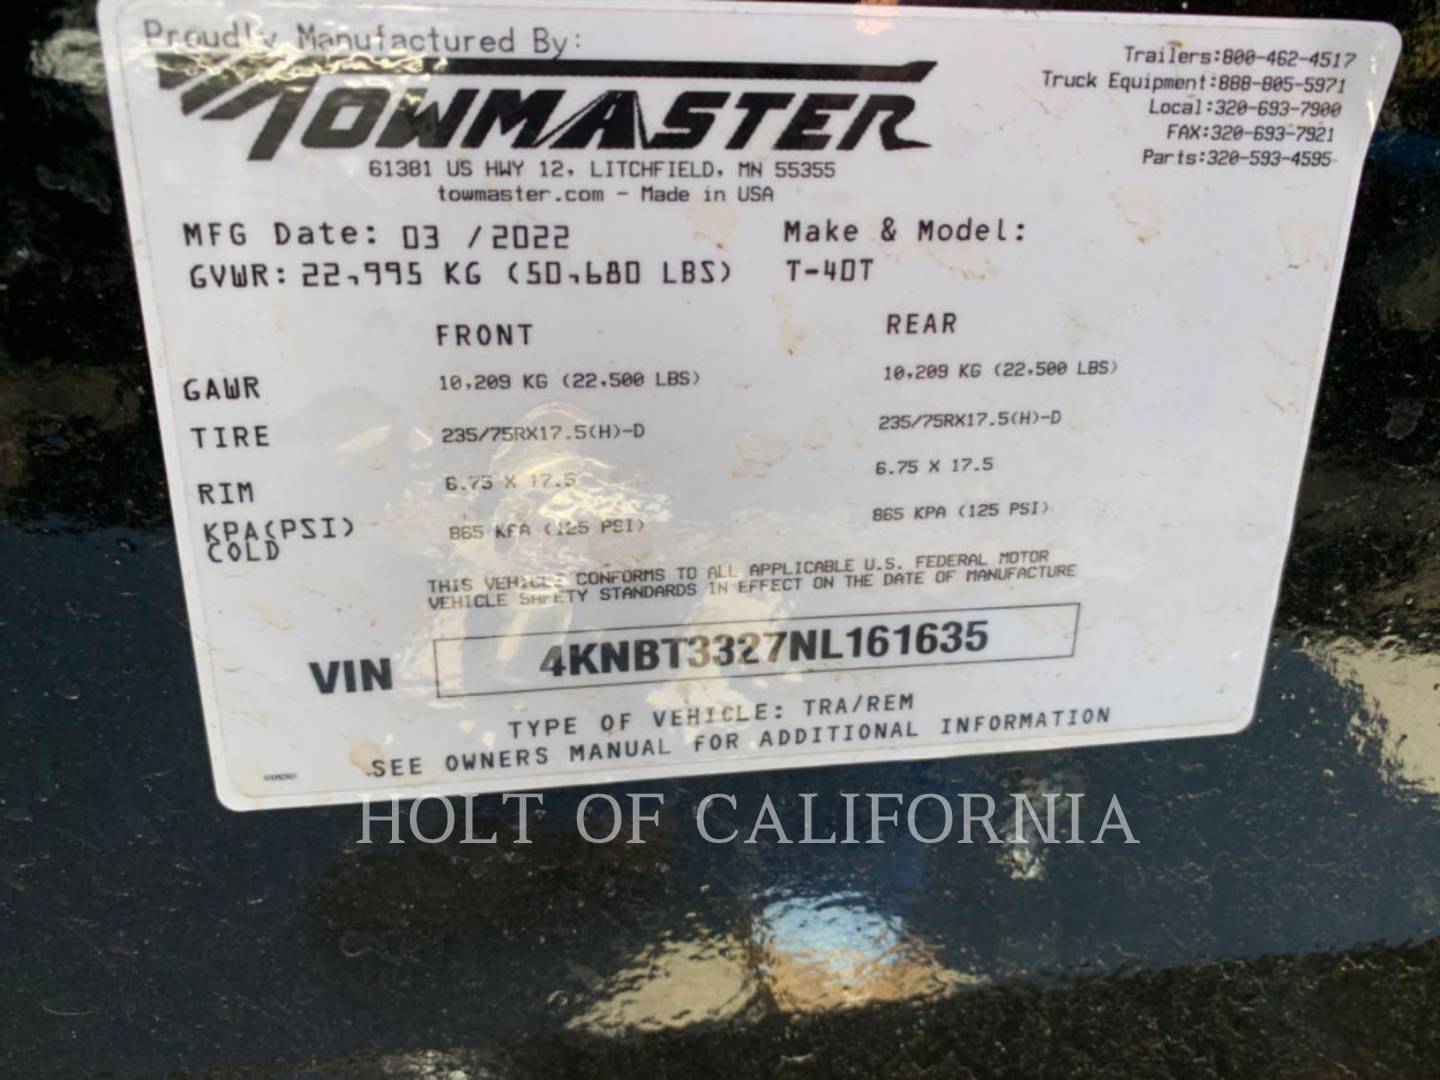 Proudly Manufactured By:
TOWMASTER
61381 US HWY 12, LITCHFIELD, MN 55355
towmaster.com - Made in USA
Trailers:800-462-4517
Truck Equipment:888-805-5971
Local:320-693-7900
FAX:320-693-7921
Parts:320-593-4595
MFG Date: 03 /2022
GVWR: 22,995 KG (50,680 LBS)
Make & Model:
T-40T
FRONT REAR
GAWR 10,209 KG (22,500 LBS) 10,209 KG (22,500 LBS)
TIRE 235/75RX17.5(H)-D 235/75RX17.5(H)-D
RIM 6.75 X 17.5 6.75 X 17.5
KPA(PSI) 865 KPA (125 PSI) 865 KPA (125 PSI)
COLD
THIS VEHICLE CONFORMS TO ALL APPLICABLE U.S. FEDERAL MOTOR
VEHICLE SAFETY STANDARDS IN EFFECT ON THE DATE OF MANUFACTURE
VIN 4KNBT3327NL161635
TYPE OF VEHICLE: TRA/REM
SEE OWNERS MANUAL FOR ADDITIONAL INFORMATION
HOLT OF CALIFORNIA